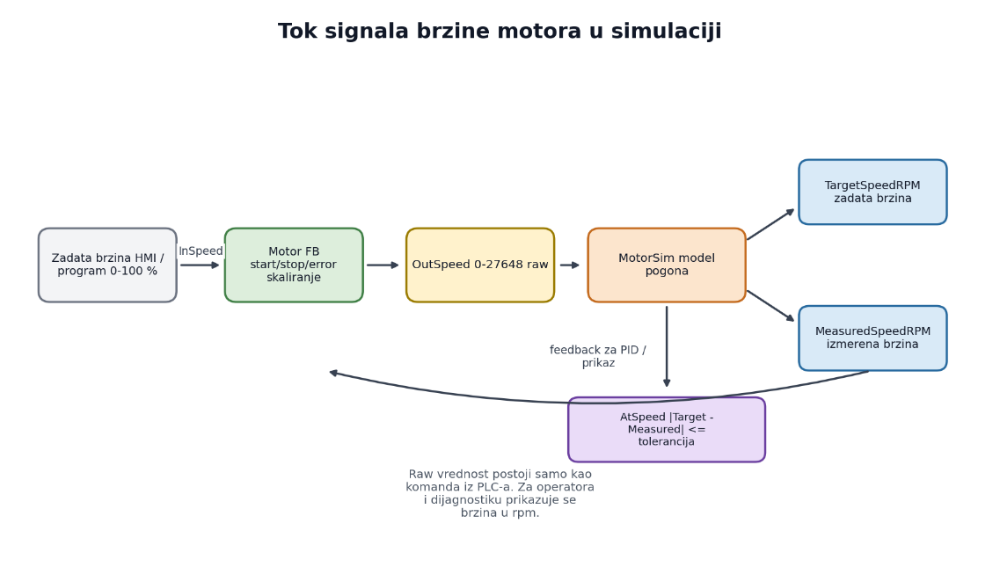 Tok signala brzine motora u simulaciji
Zadata brzina HMI /
program 0-100 %
InSpeed
Motor FB
start/stop/error
skaliranje
OutSpeed 0-27648 raw
MotorSim model
pogona
TargetSpeedRPM
zadata brzina
MeasuredSpeedRPM
izmerena brzina
feedback za PID /
prikaz
AtSpeed |Target -
Measured| <=
tolerancija
Raw vrednost postoji samo kao
komanda iz PLC-a. Za operatora
i dijagnostiku prikazuje se
brzina u rpm.